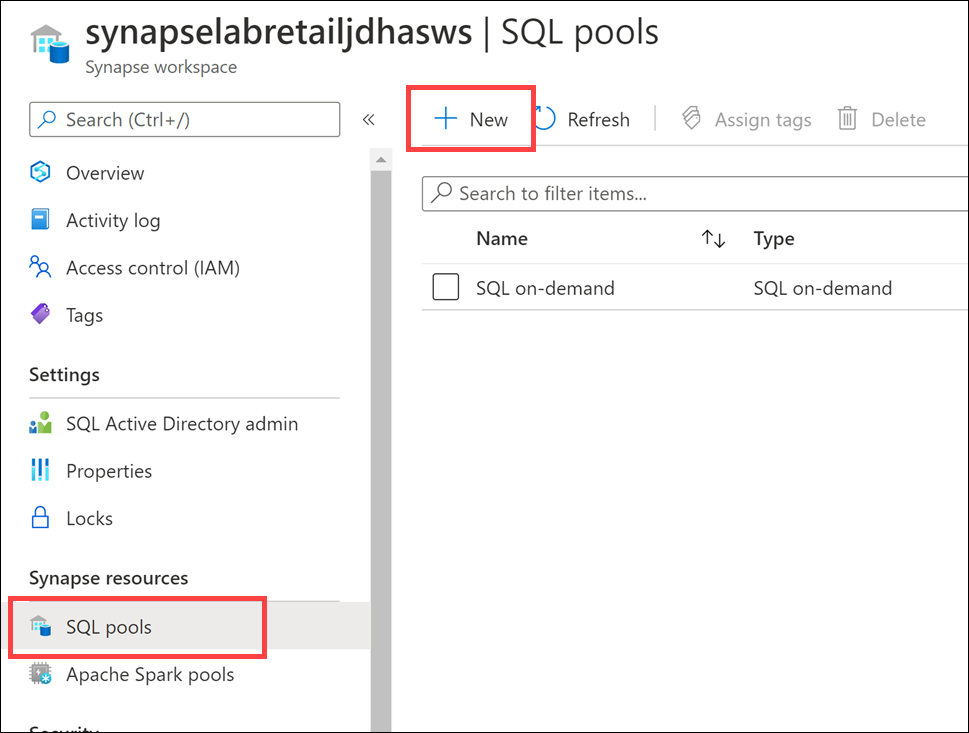 synapselabretailjdhasws | SQL pools
Synapse workspace
Search (Ctrl+/)
«
New
Refresh
Assign tags
Delete
Overview
Activity log
Access control (IAM)
Tags
Settings
SQL Active Directory admin
Properties
Locks
Synapse resources
SQL pools
Apache Spark pools
Security
Search to filter items...
Name
Type
SQL on-demand
SQL on-demand